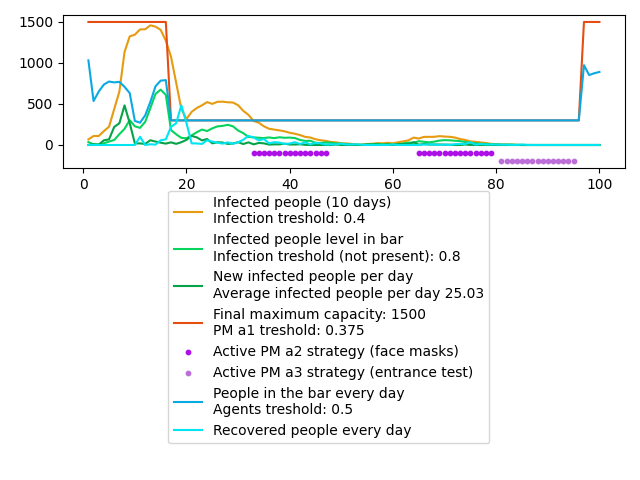 1500
1000
500
0
0 20 40 60 80 100
Infected people (10 days)
Infection treshold: 0.4
Infected people level in bar
Infection treshold (not present): 0.8
New infected people per day
Average infected people per day 25.03
Final maximum capacity: 1500
PM a1 treshold: 0.375
Active PM a2 strategy (face masks)
Active PM a3 strategy (entrance test)
People in the bar every day
Agents treshold: 0.5
Recovered people every day